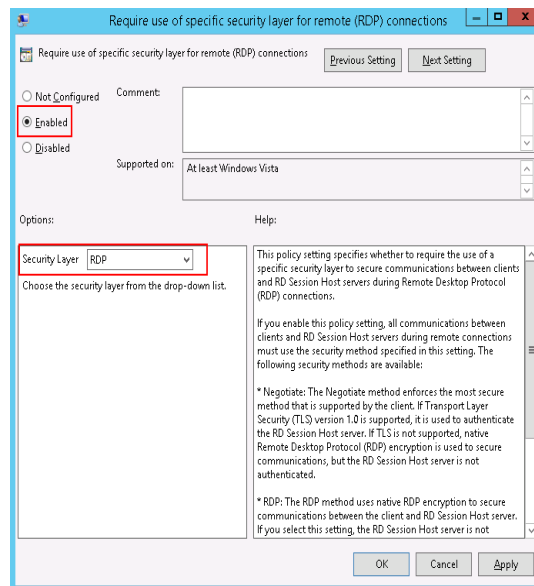 Require use of specific security layer for remote (RDP) connections
Require use of specific security layer for remote (RDP) connections
Previous Setting
Next Setting
Not Configured
Comment:
Enabled
Disabled
Supported on:
At least Windows Vista
Options:
Help:
Security Layer
RDP
Choose the security layer from the drop-down list.
This policy setting specifies whether to require the use of a
specific security layer to secure communications between clients
and RD Session Host servers during Remote Desktop Protocol
(RDP) connections.
If you enable this policy setting, all communications between
clients and RD Session Host servers during remote connections
must use the security method specified in this setting. The
following security methods are available:
* Negotiate: The Negotiate method enforces the most secure
method that is supported by the client. If Transport Layer
Security (TLS) version 1.0 is supported, it is used to authenticate
the RD Session Host server. If TLS is not supported, native
Remote Desktop Protocol (RDP) encryption is used to secure
communications, but the RD Session Host server is not
authenticated.
* RDP: The RDP method uses native RDP encryption to secure
communications between the client and RD Session Host server.
If you select this setting, the RD Session Host server is not
OK
Cancel
Apply